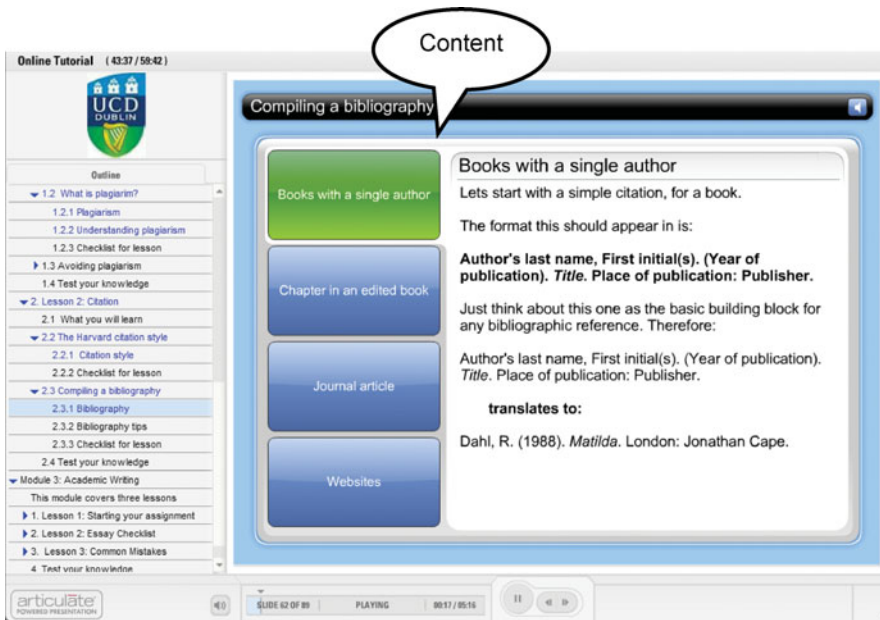 Content
Online Tutorial ( 43:37 / 59:42 )
UCD
DUBLIN
Outline
1.2 What is plagiarim?
1.2.1 Plagiarism
1.2.2 Understanding plagiarism
1.2.3 Checklist for lesson
1.3 Avoiding plagiarism
1.4 Test your knowledge
2. Lesson 2: Citation
2.1 What you will learn
2.2 The Harvard citation style
2.2.1 Citation style
2.2.2 Checklist for lesson
2.3 Compiling a bibliography
2.3.1 Bibliography
2.3.2 Bibliography tips
2.3.3 Checklist for lesson
2.4 Test your knowledge
Module 3: Academic Writing
This module covers three lessons
1. Lesson 1: Starting your assignment
2. Lesson 2: Essay Checklist
3. Lesson 3: Common Mistakes
4 Test your knowledge
Compiling a bibliography
Books with a single author
Chapter in an edited book
Journal article
Websites
Books with a single author
Lets start with a simple citation, for a book.
The format this should appear in is:
Author's last name, First initial(s). (Year of
publication). Title. Place of publication: Publisher.
Just think about this one as the basic building block for
any bibliographic reference. Therefore:
Author's last name, First initial(s). (Year of publication).
Title. Place of publication: Publisher.
translates to:
Dahl, R. (1988). Matilda. London: Jonathan Cape.
articulate
POWERED PRESENTATION
SLIDE 62 OF 89 PLAYING 00:17 / 05:16